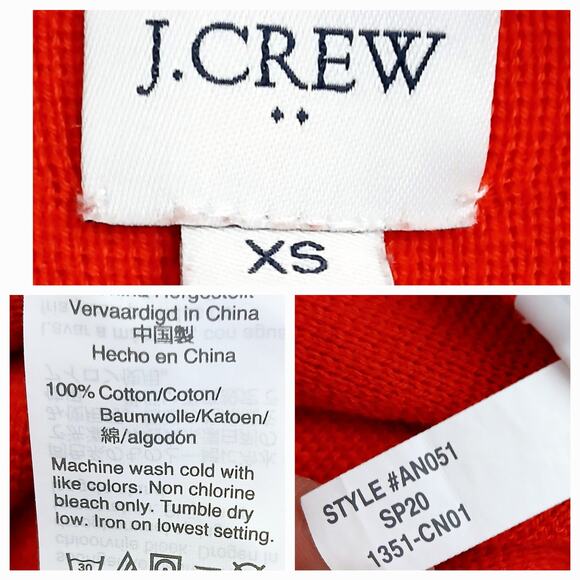 J.CREW
XS
Vervaardigd in China
中国製
Hecho en China
100% Cotton/Coton/
Baumwolle/Katoen/
綿/algodón
Machine wash cold with
like colors. Non chlorine
bleach only. Tumble dry
low. Iron on lowest setting.
30
STYLE #AN051
SP20
1351-CN01